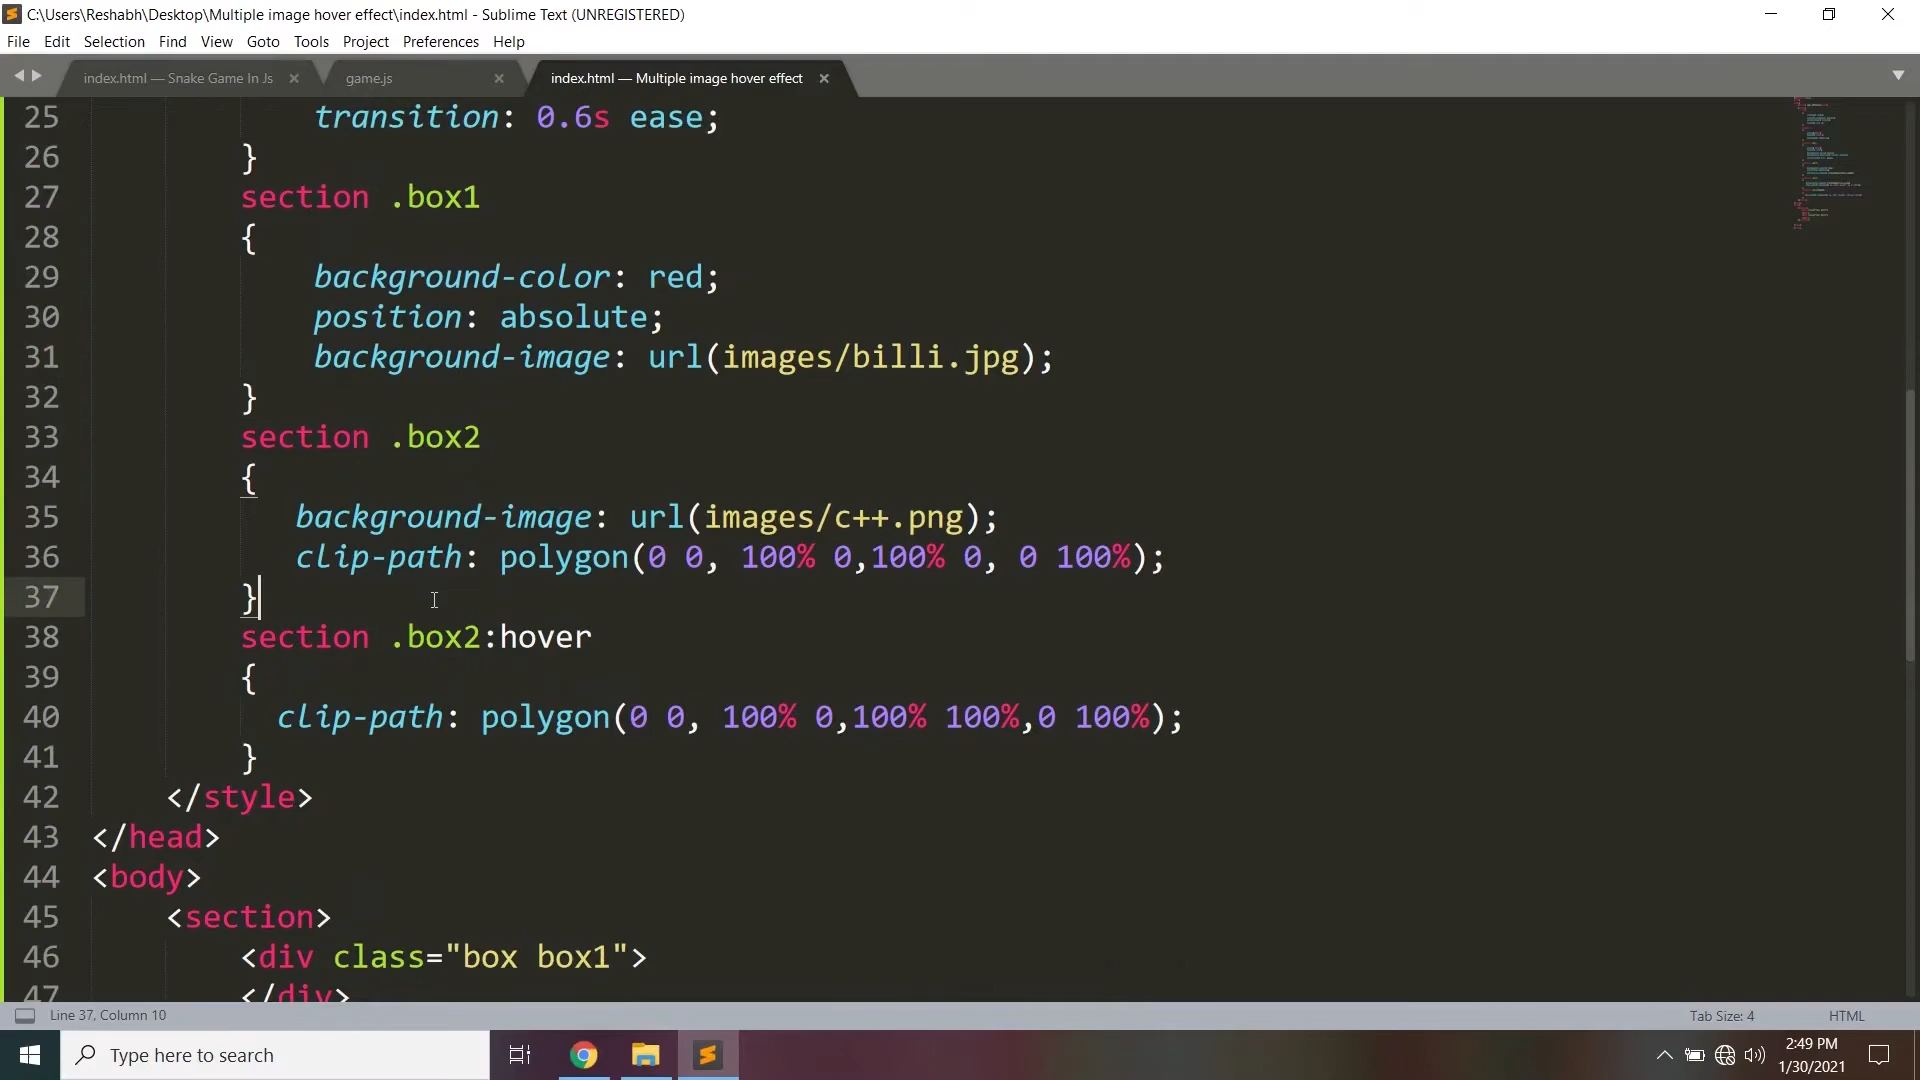 C:\Users\Reshabh\Desktop\Multiple image hover effect\index.html - Sublime Text (UNREGISTERED)
File Edit Selection Find View Goto Tools Project Preferences Help
index.html — Snake Game In Js game.js index.html — Multiple image hover effect
25 transition: 0.6s ease;
26 }
27 section .box1
28 {
29 background-color: red;
30 position: absolute;
31 background-image: url(images/billi.jpg);
32 }
33 section .box2
34 {
35 background-image: url(images/c++.png);
36 clip-path: polygon(0 0, 100% 0,100% 0, 0 100%);
37 }
38 section .box2:hover
39 {
40 clip-path: polygon(0 0, 100% 0,100% 100%,0 100%);
41 }
42 </style>
43 </head>
44 <body>
45 <section>
46 <div class="box box1">
47 </div>
Line 37, Column 10 Tab Size: 4 HTML
Type here to search
2:49 PM
1/30/2021